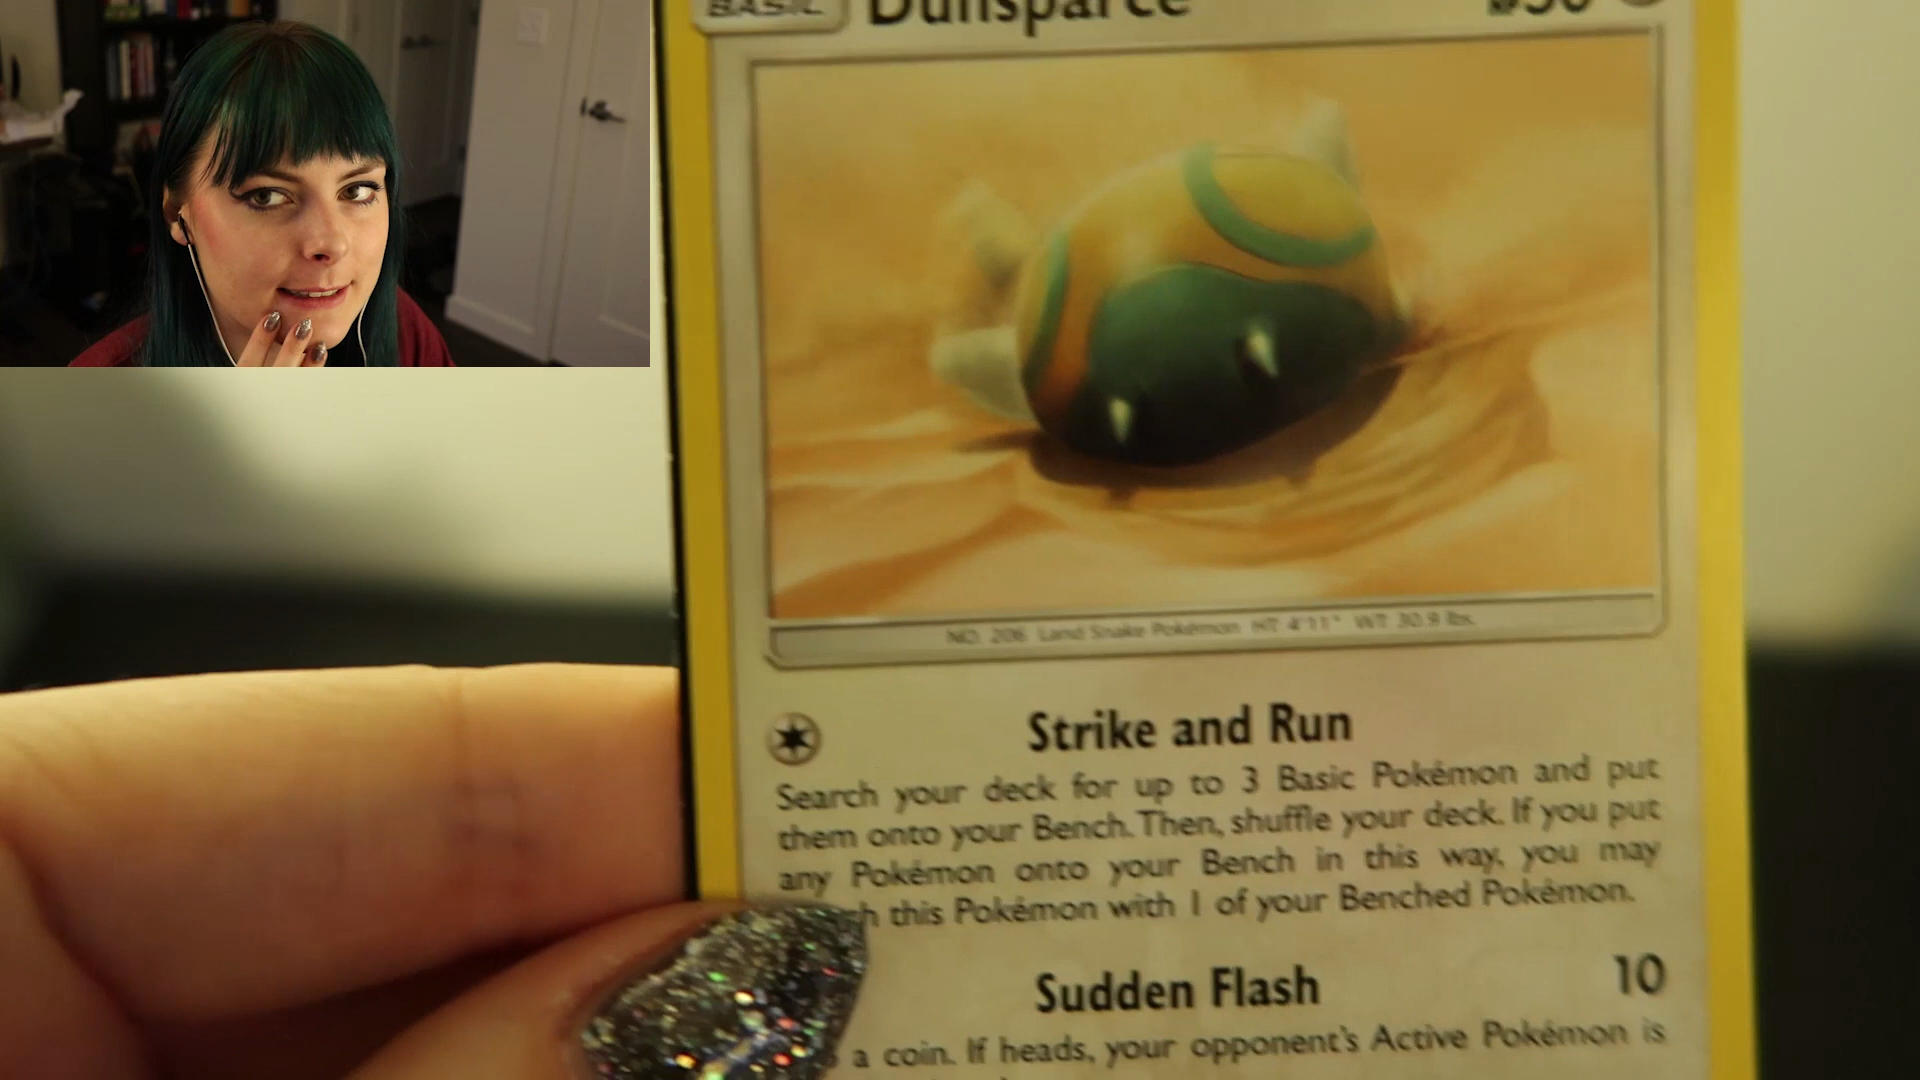 BASIC Dunsparce
NO. 206 Land Snake Pokémon HT 4'11" WT 30.9 lbs.
Strike and Run
Search your deck for up to 3 Basic Pokémon and put
them onto your Bench. Then, shuffle your deck. If you put
any Pokémon onto your Bench in this way, you may
this Pokémon with 1 of your Benched Pokémon.
Sudden Flash 10
a coin. If heads, your opponent's Active Pokémon is